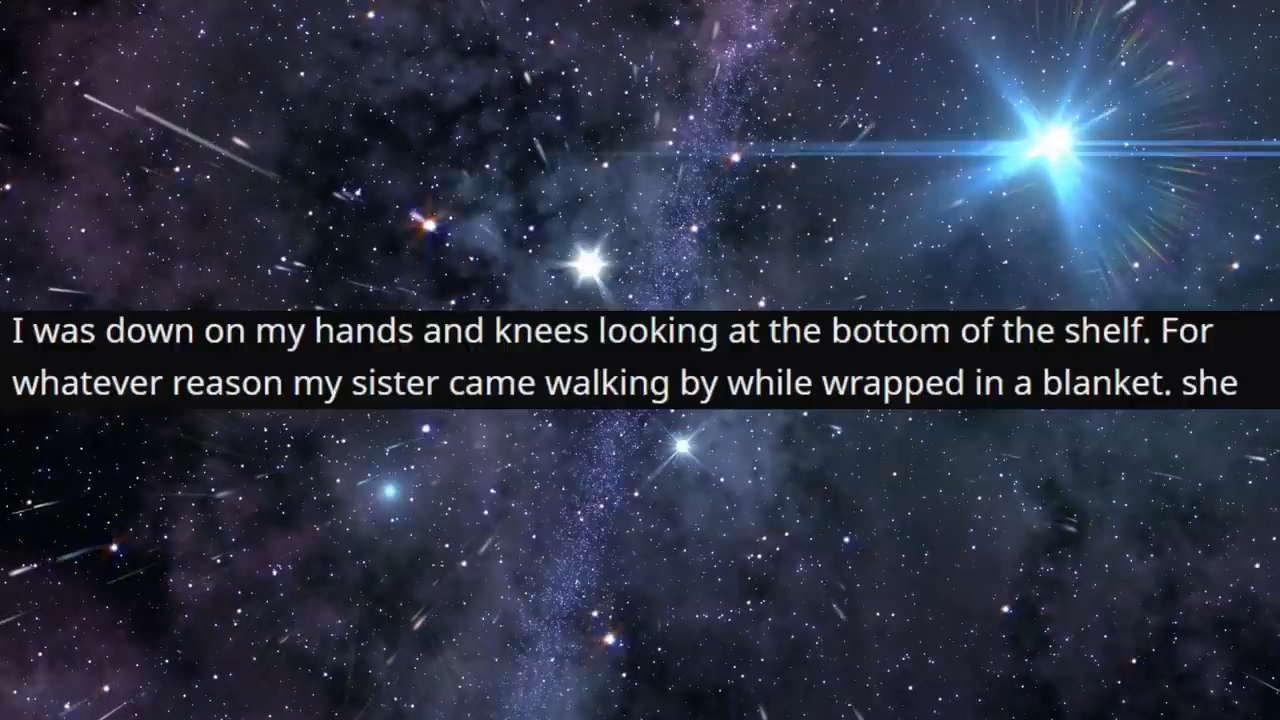 I was down on my hands and knees looking at the bottom of the shelf. For
whatever reason my sister came walking by while wrapped in a blanket. she